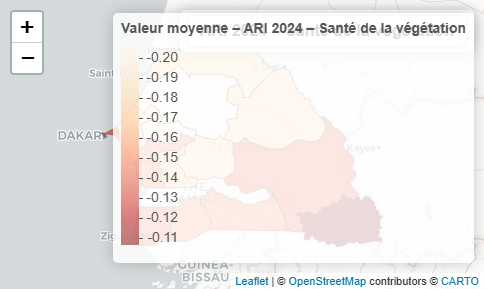 +
−
Valeur moyenne – ARI 2024 – Santé de la végétation
-0.20
-0.19
-0.18
-0.17
-0.16
-0.15
-0.14
-0.13
-0.12
-0.11
Saint-
DAKAR
Kayes
Zig
GUINEA-
BISSAU
Leaflet | © OpenStreetMap contributors © CARTO